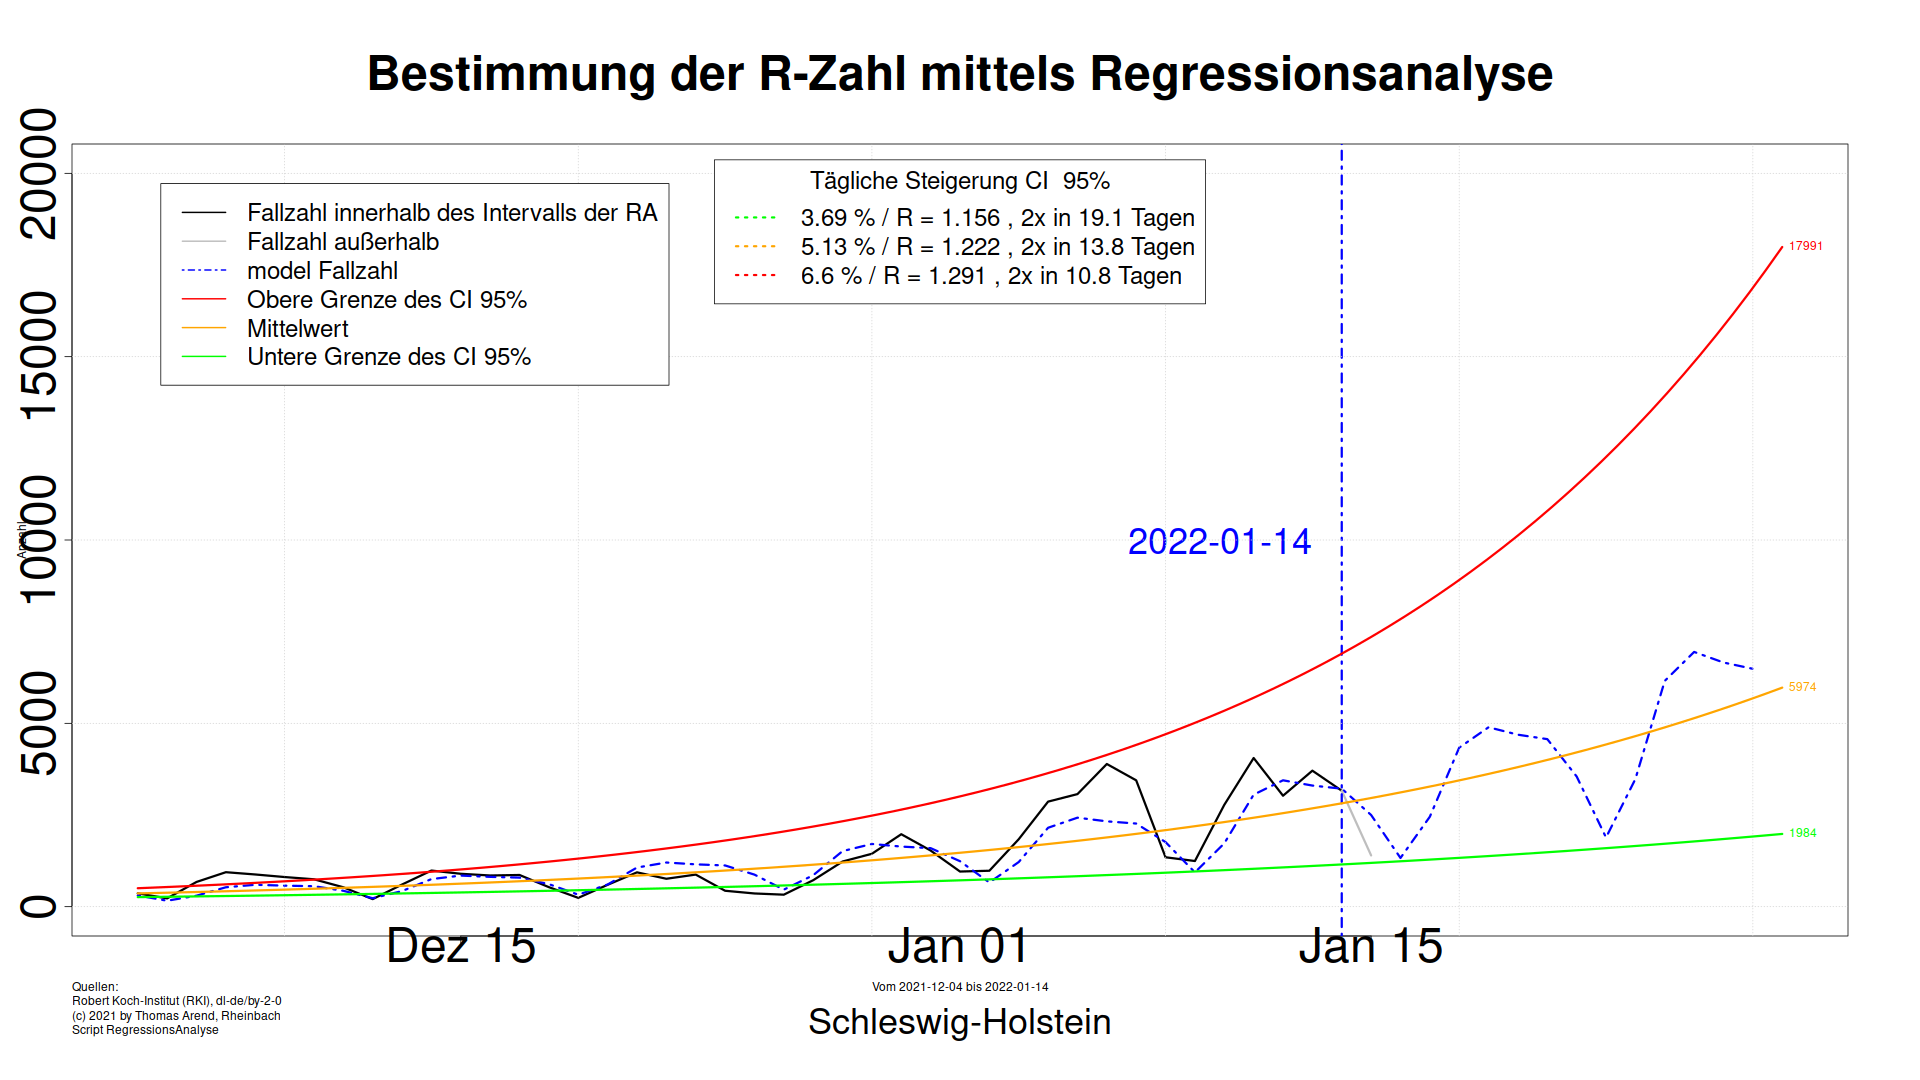 Bestimmung der R-Zahl mittels Regressionsanalyse
20000
15000
10000
5000
0
Anzahl
Fallzahl innerhalb des Intervalls der RA
Fallzahl außerhalb
model Fallzahl
Obere Grenze des CI 95%
Mittelwert
Untere Grenze des CI 95%
Tägliche Steigerung CI  95%
3.69 % / R = 1.156 , 2x in 19.1 Tagen
5.13 % / R = 1.222 , 2x in 13.8 Tagen
6.6 % / R = 1.291 , 2x in 10.8 Tagen
17991
2022-01-14
5974
1984
Dez 15
Jan 01
Jan 15
Quellen:
Robert Koch-Institut (RKI), dl-de/by-2-0
(c) 2021 by Thomas Arend, Rheinbach
Script RegressionsAnalyse
Vom 2021-12-04 bis 2022-01-14
Schleswig-Holstein